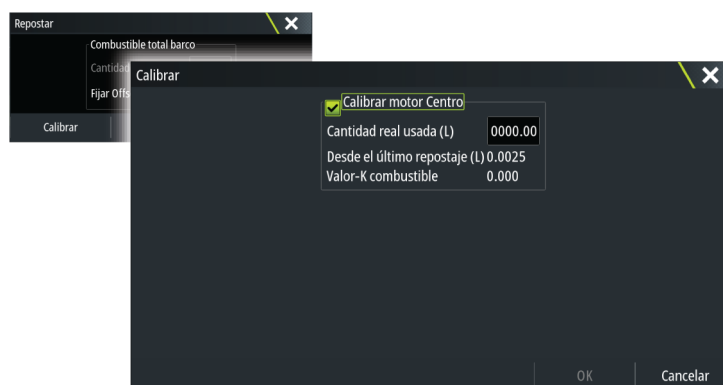 Repostar
Combustible total barco
Cantidad
Fijar Offs
Calibrar
Calibrar
Calibrar motor Centro
Cantidad real usada (L) 0000.00
Desde el último repostaje (L) 0.0025
Valor-K combustible 0.000
OK Cancelar